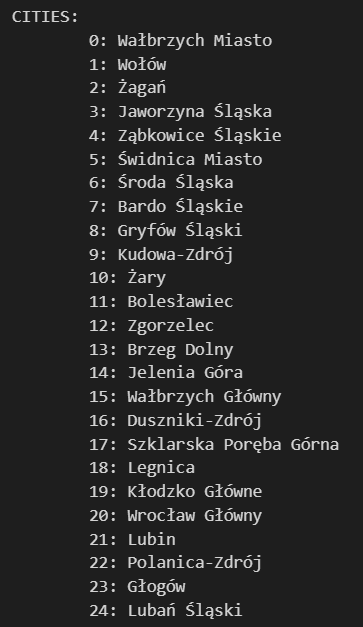 CITIES:
0: Wałbrzych Miasto
1: Wołów
2: Żagań
3: Jaworzyna Śląska
4: Ząbkowice Śląskie
5: Świdnica Miasto
6: Środa Śląska
7: Bardo Śląskie
8: Gryfów Śląski
9: Kudowa-Zdrój
10: Żary
11: Bolesławiec
12: Zgorzelec
13: Brzeg Dolny
14: Jelenia Góra
15: Wałbrzych Główny
16: Duszniki-Zdrój
17: Szklarska Poręba Górna
18: Legnica
19: Kłodzko Główne
20: Wrocław Główny
21: Lubin
22: Polanica-Zdrój
23: Głogów
24: Lubań Śląski